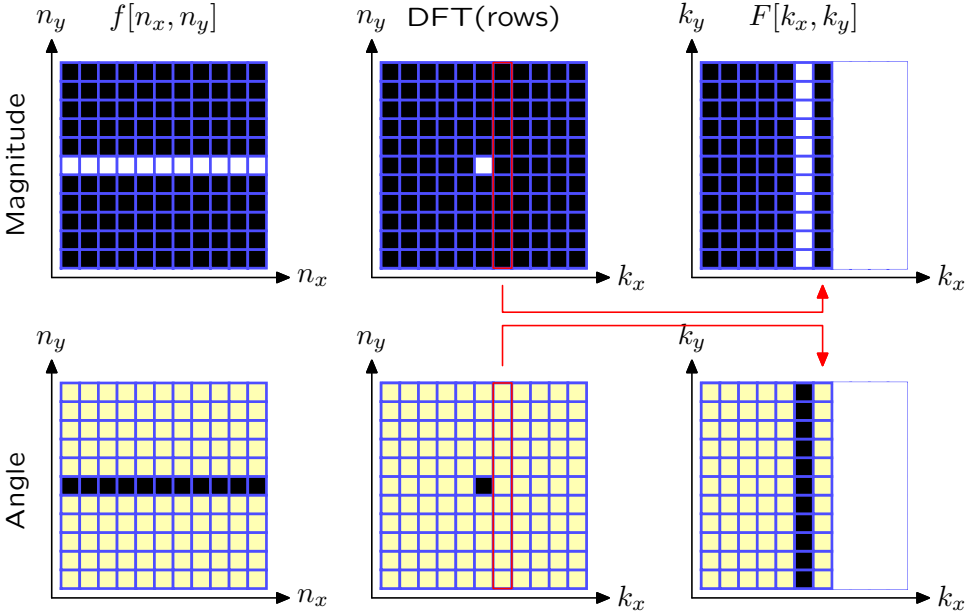 n_y f[n_x, n_y] n_y DFT(rows) k_y F[k_x, k_y]
Magnitude
n_x k_x k_x
n_y n_y k_y
Angle
n_x k_x k_x